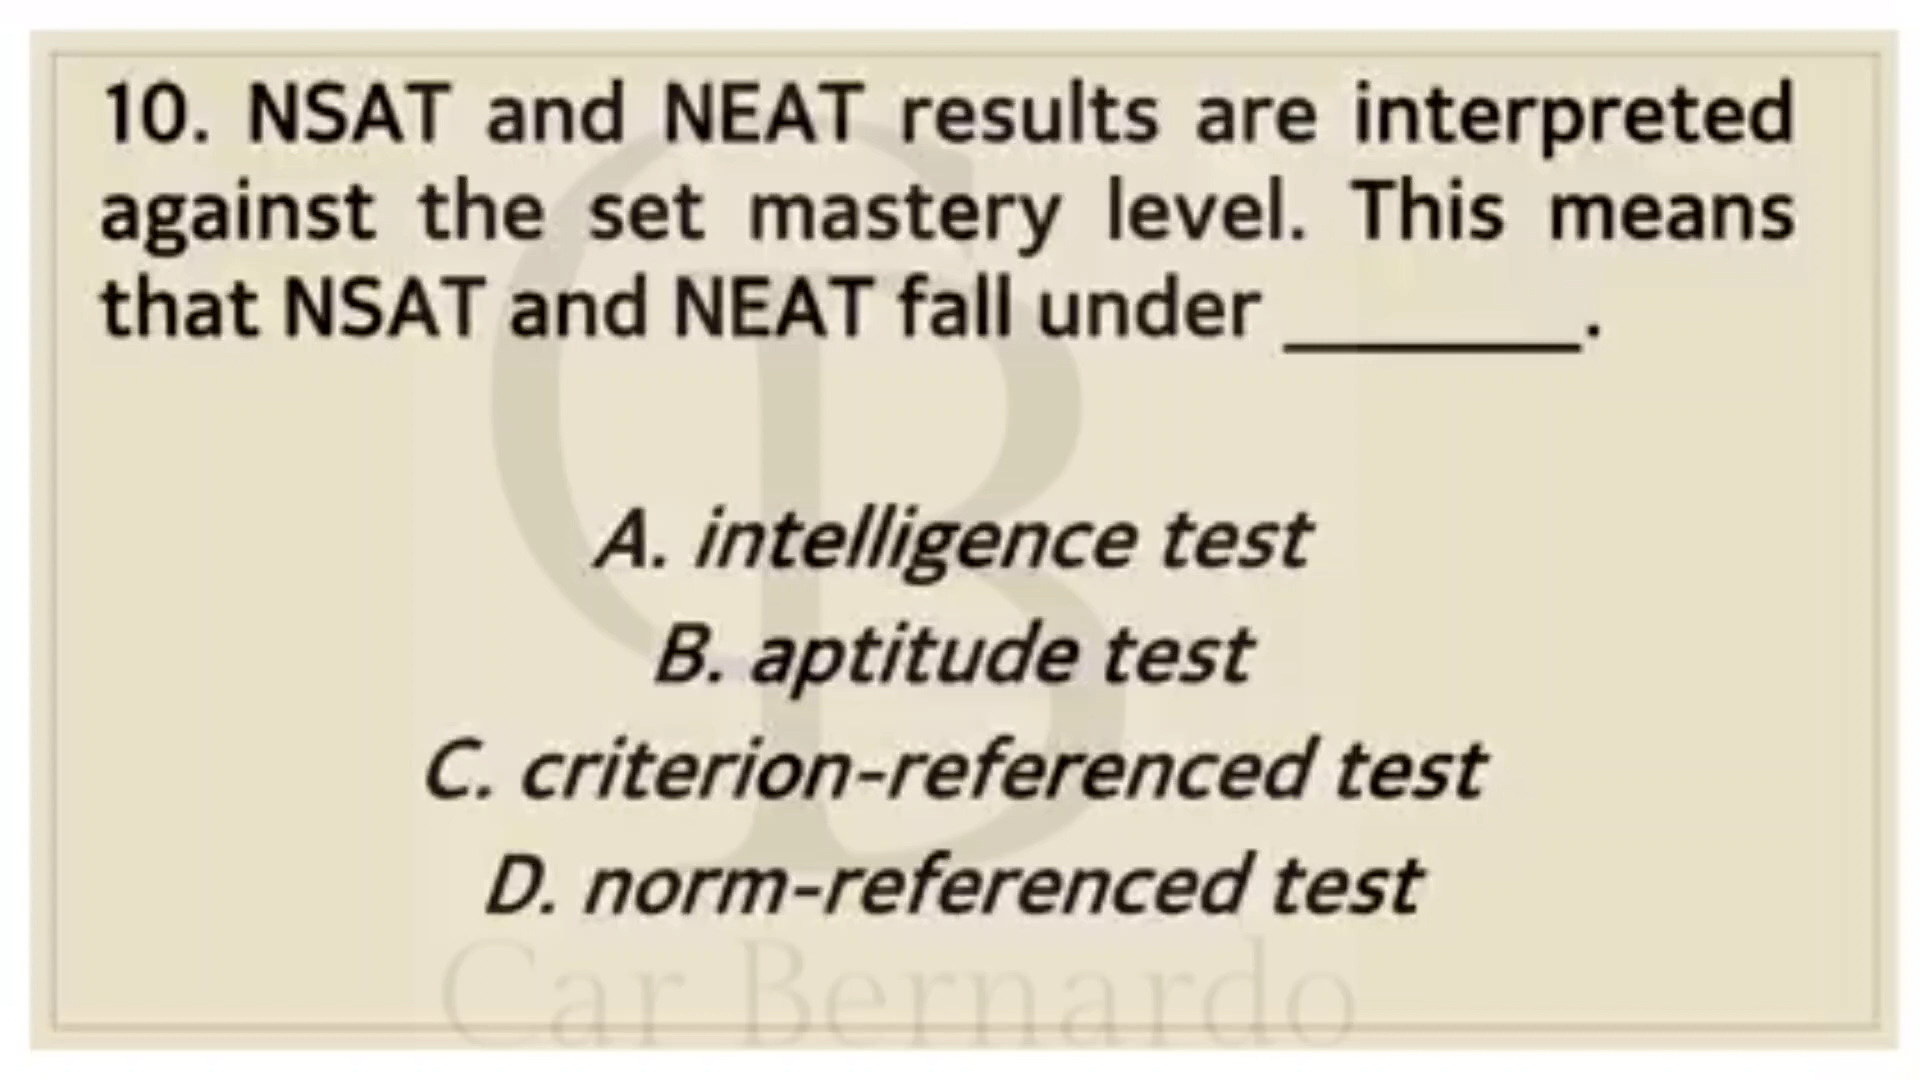 10. NSAT and NEAT results are interpreted
against the set mastery level. This means
that NSAT and NEAT fall under ________.
A. intelligence test
B. aptitude test
C. criterion-referenced test
D. norm-referenced test
Car Bernardo